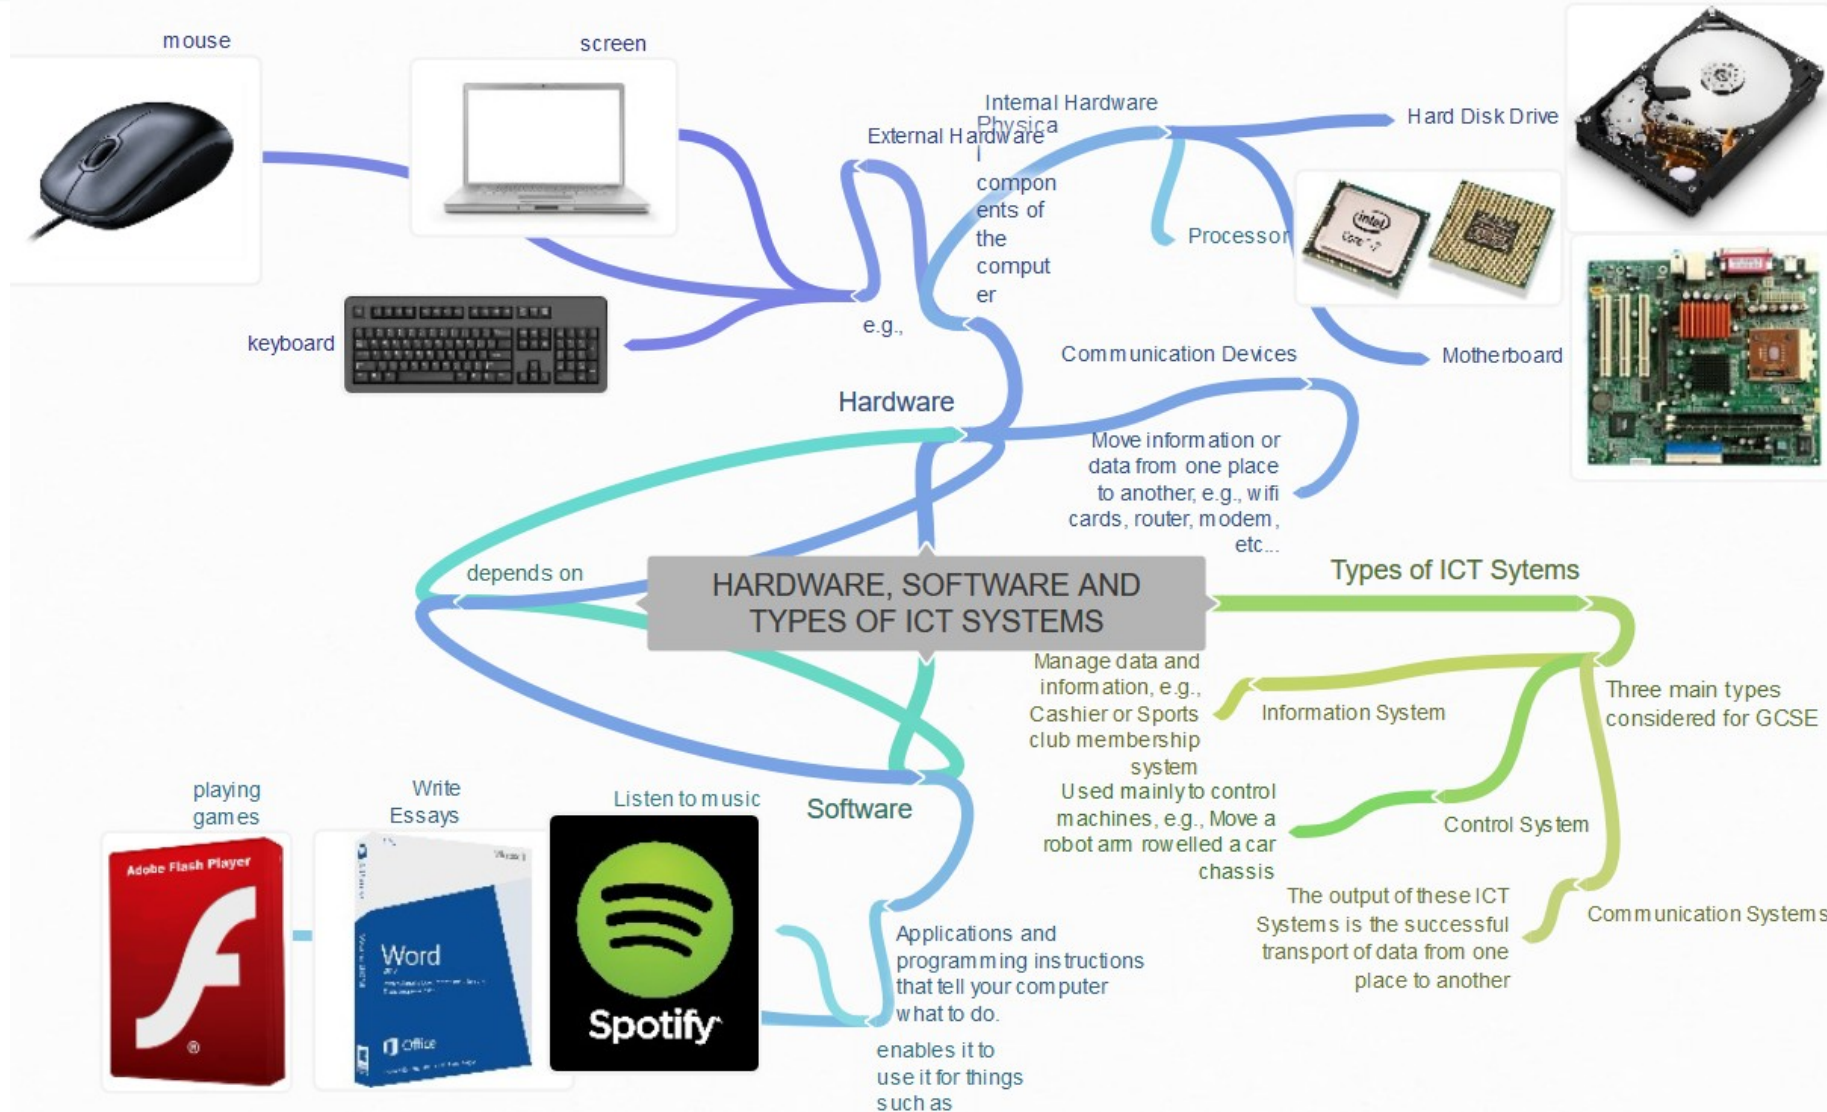 mouse
screen
Internal Hardware
External Hardware
Physica
l
compon
ents of
the
comput
er
Hard Disk Drive
Processor
intel
Motherboard
e.g.,
keyboard
Communication Devices
Move information or
data from one place
to another, e.g., wifi
cards, router, modem,
etc...
Hardware
depends on
HARDWARE, SOFTWARE AND
TYPES OF ICT SYSTEMS
Types of ICT Sytems
Three main types
considered for GCSE
Information System
Manage data and
information, e.g.,
Cashier or Sports
club membership
system
Control System
Used mainly to control
machines, e.g., Move a
robot arm rowelled a car
chassis
Communication Systems
The output of these ICT
Systems is the successful
transport of data from one
place to another
Software
Applications and
programming instructions
that tell your computer
what to do.
enables it to
use it for things
such as
Listen to music
Spotify
Write
Essays
Word
Office
playing
games
Adobe Flash Player
®